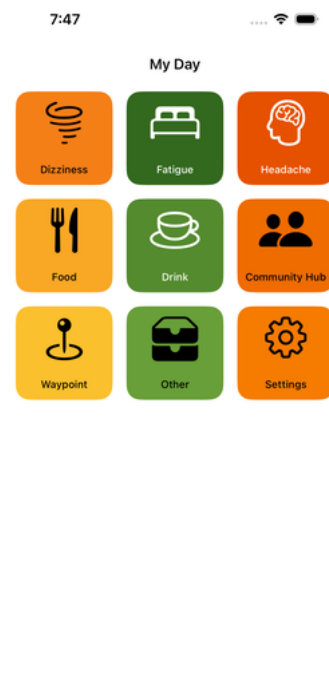 7:47
My Day
Dizziness
Fatigue
Headache
Food
Drink
Community Hub
Waypoint
Other
Settings